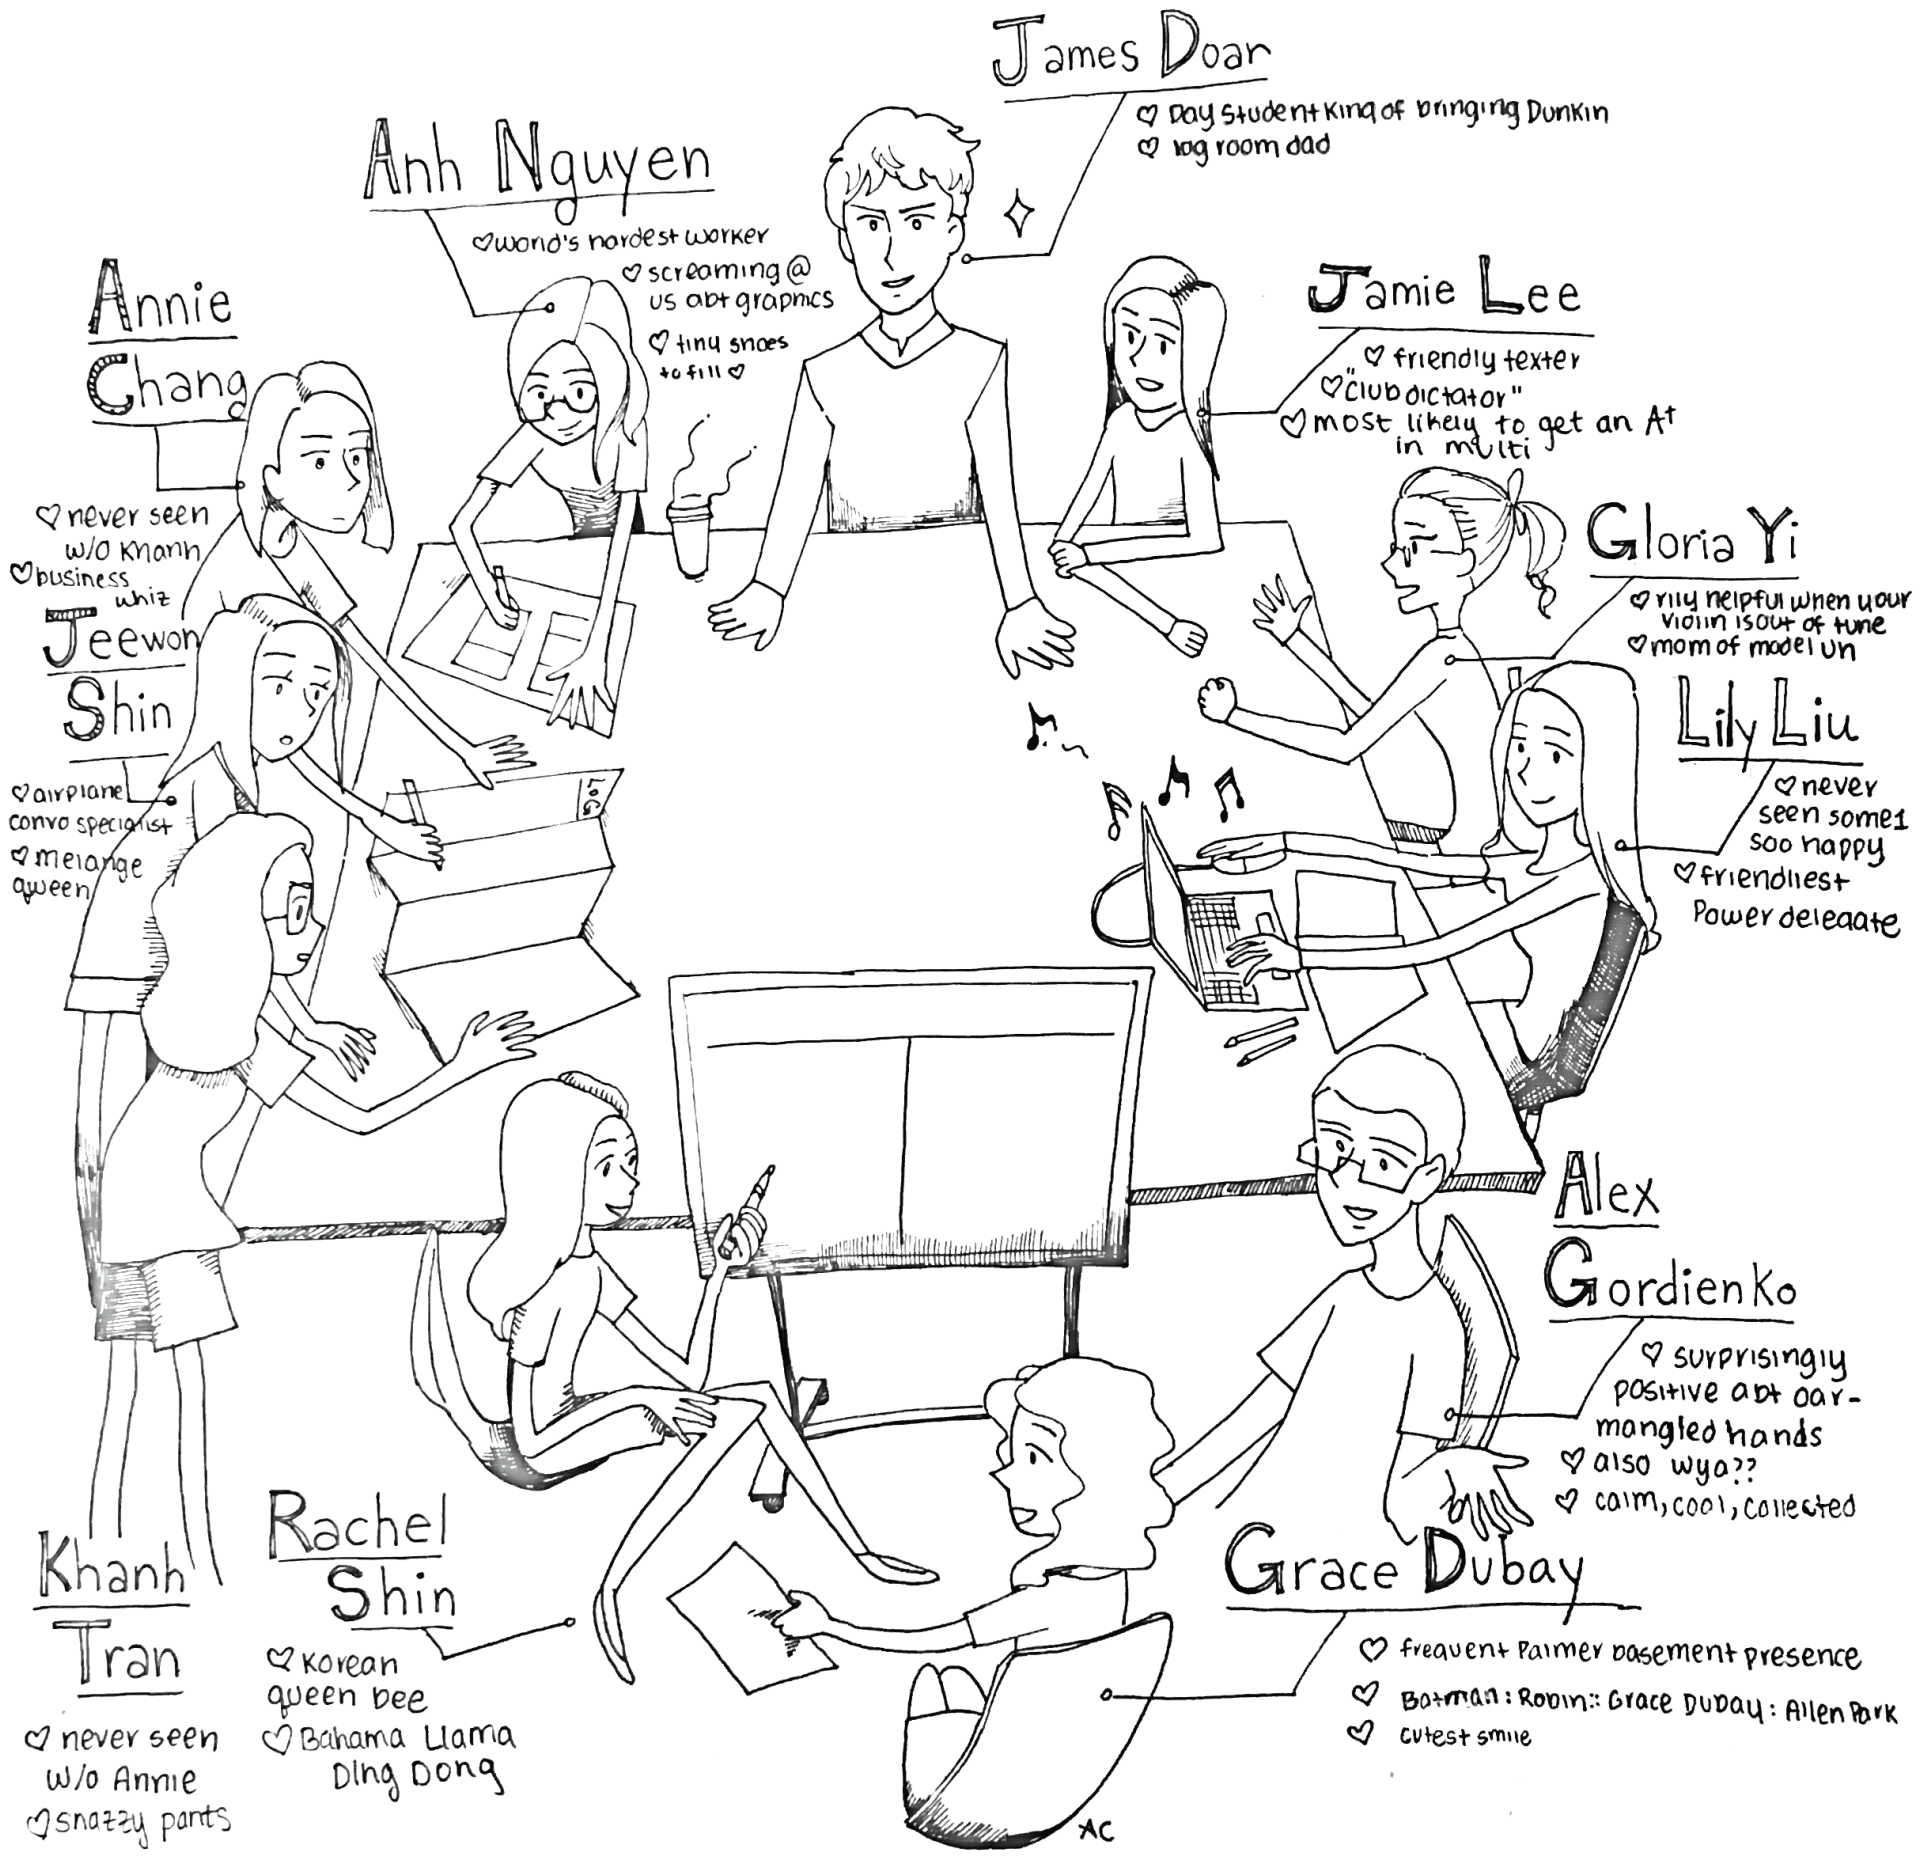 James Doar
♡ Day Student King of bringing Dunkin
♡ log room dad
Anh Nguyen
♡ world's hardest worker
♡ screaming @
us abt graphics
♡ tiny shoes
to fill ♡
Jamie Lee
♡ friendly texter
♡ "club dictator"
♡ most likely to get an A+
in multi
Annie
Chang
♡ never seen
w/o Khanh
♡ business
whiz
Gloria Yi
♡ rlly helpful when your
violin is out of tune
♡ mom of model un
Jeewon
Shin
♡ airplane
convo specialist
♡ melange
queen
Lily Liu
♡ never
seen some1
soo happy
♡ friendliest
Power delegate
LOG
Alex
Gordienko
♡ surprisingly
positive abt oar-
mangled hands
♡ also wya??
♡ calm, cool, collected
Khanh
Tran
♡ never seen
w/o Annie
♡ snazzy pants
Rachel
Shin
♡ Korean
queen bee
♡ Bahama Llama
Ding Dong
Grace Dubay
♡ frequent Palmer basement presence
♡ Batman : Robin :: Grace Dubay : Allen Park
♡ cutest smile
AC